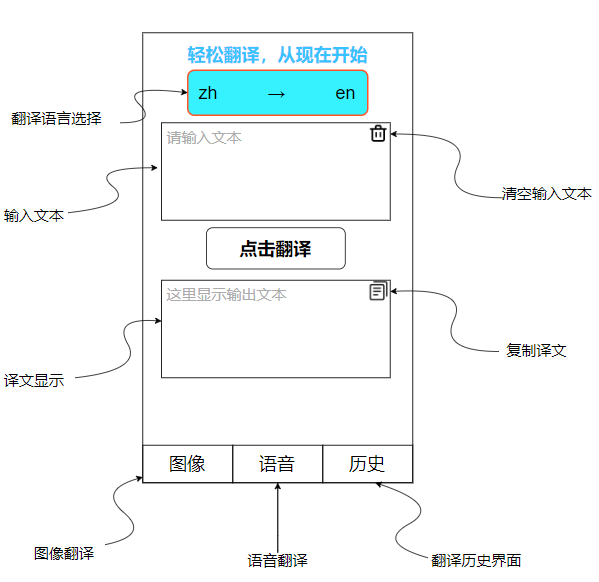 轻松翻译，从现在开始
zh → en
翻译语言选择
请输入文本
清空输入文本
输入文本
点击翻译
这里显示输出文本
复制译文
译文显示
图像 语音 历史
图像翻译
语音翻译
翻译历史界面